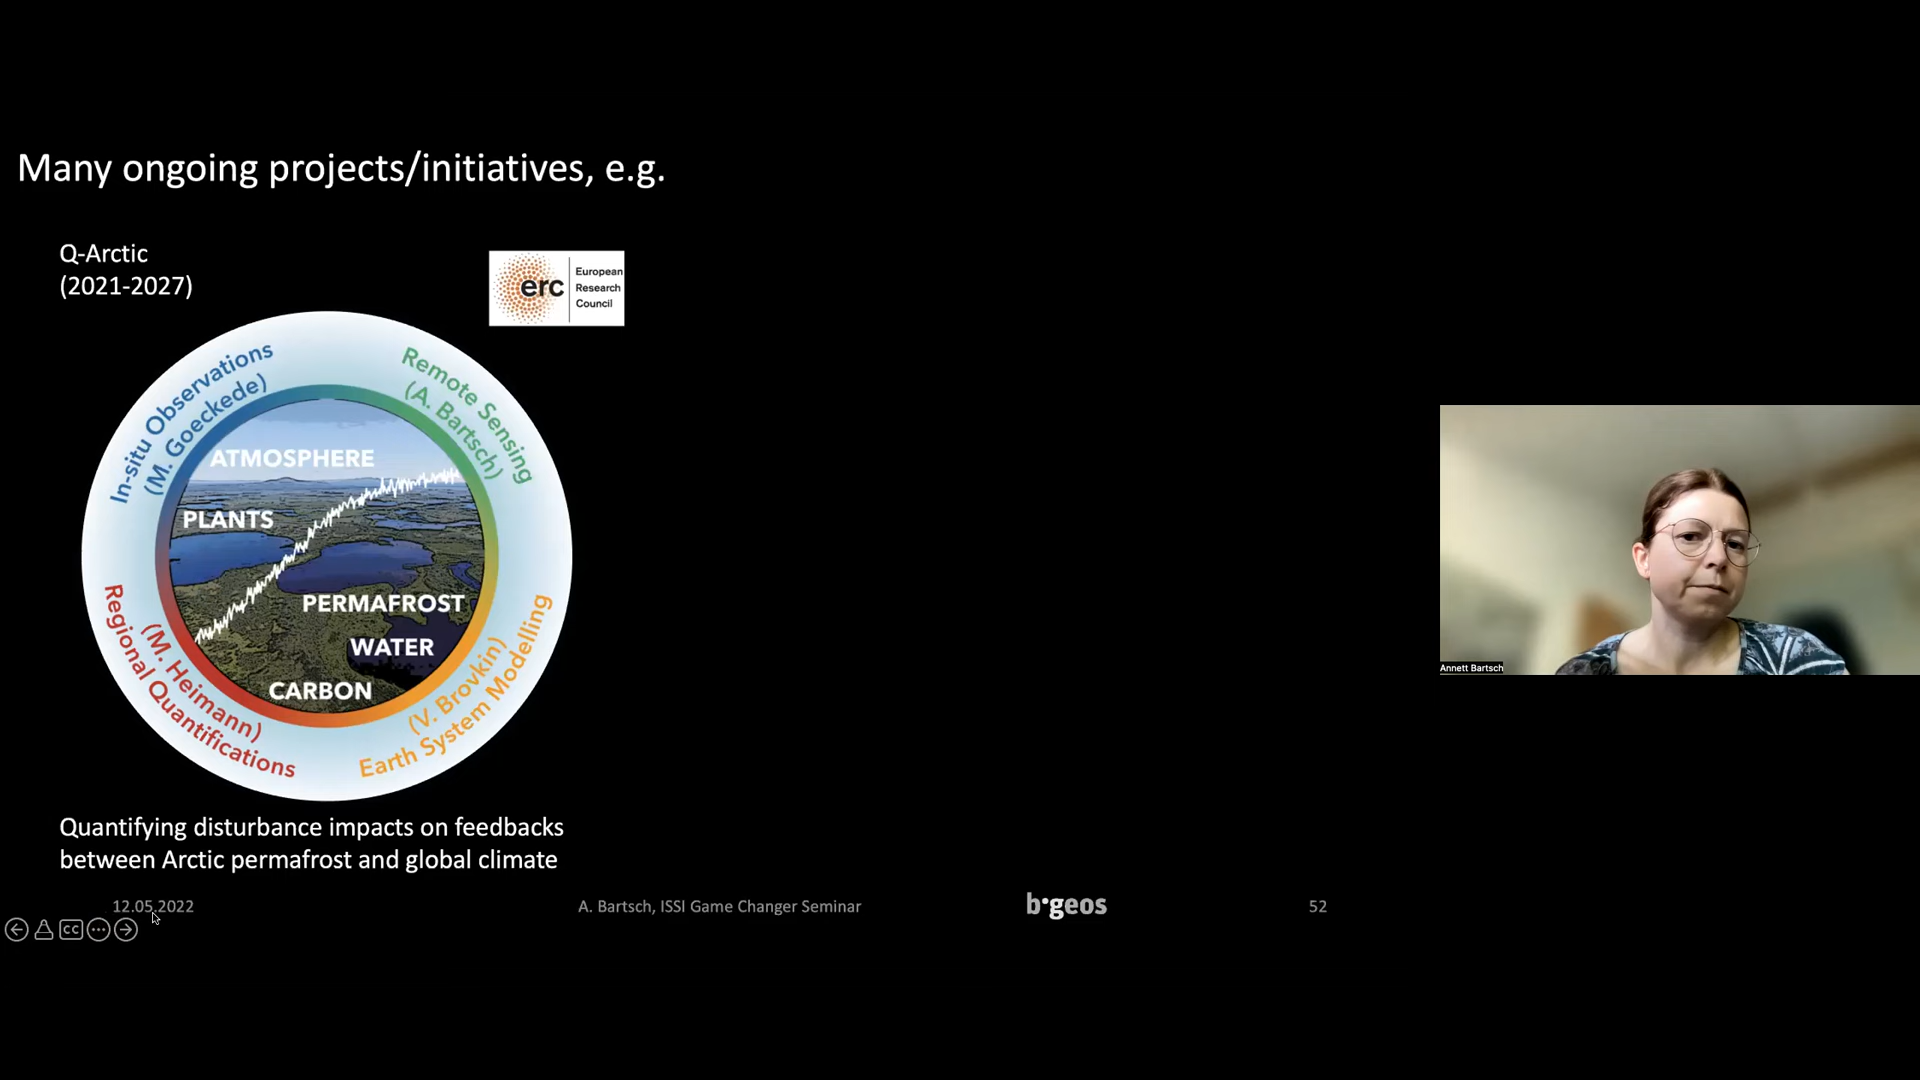 Many ongoing projects/initiatives, e.g.
Q-Arctic
(2021-2027)
erc
European
Research
Council
In-situ Observations
(M. Goeckede)
Remote Sensing
(A. Bartsch)
ATMOSPHERE
PLANTS
PERMAFROST
WATER
CARBON
Regional Quantifications
(M. Heimann)
(V. Brovkin)
Earth System Modelling
Quantifying disturbance impacts on feedbacks
between Arctic permafrost and global climate
12.05.2022
A. Bartsch, ISSI Game Changer Seminar
b•geos
52
CC
Annett Bartsch